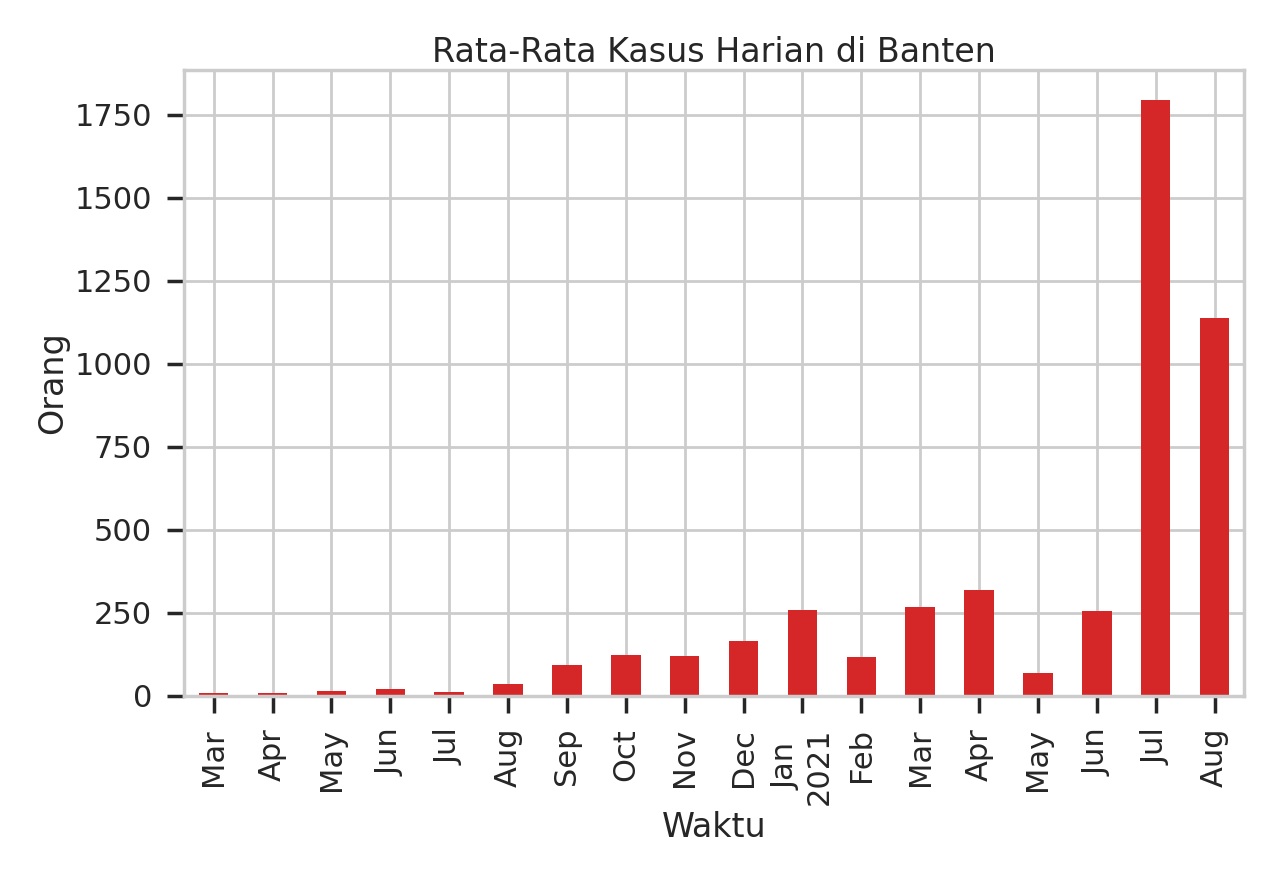 Rata-Rata Kasus Harian di Banten
Orang
1750
1500
1250
1000
750
500
250
0
Mar
Apr
May
Jun
Jul
Aug
Sep
Oct
Nov
Dec
Jan
2021
Feb
Mar
Apr
May
Jun
Jul
Aug
Waktu